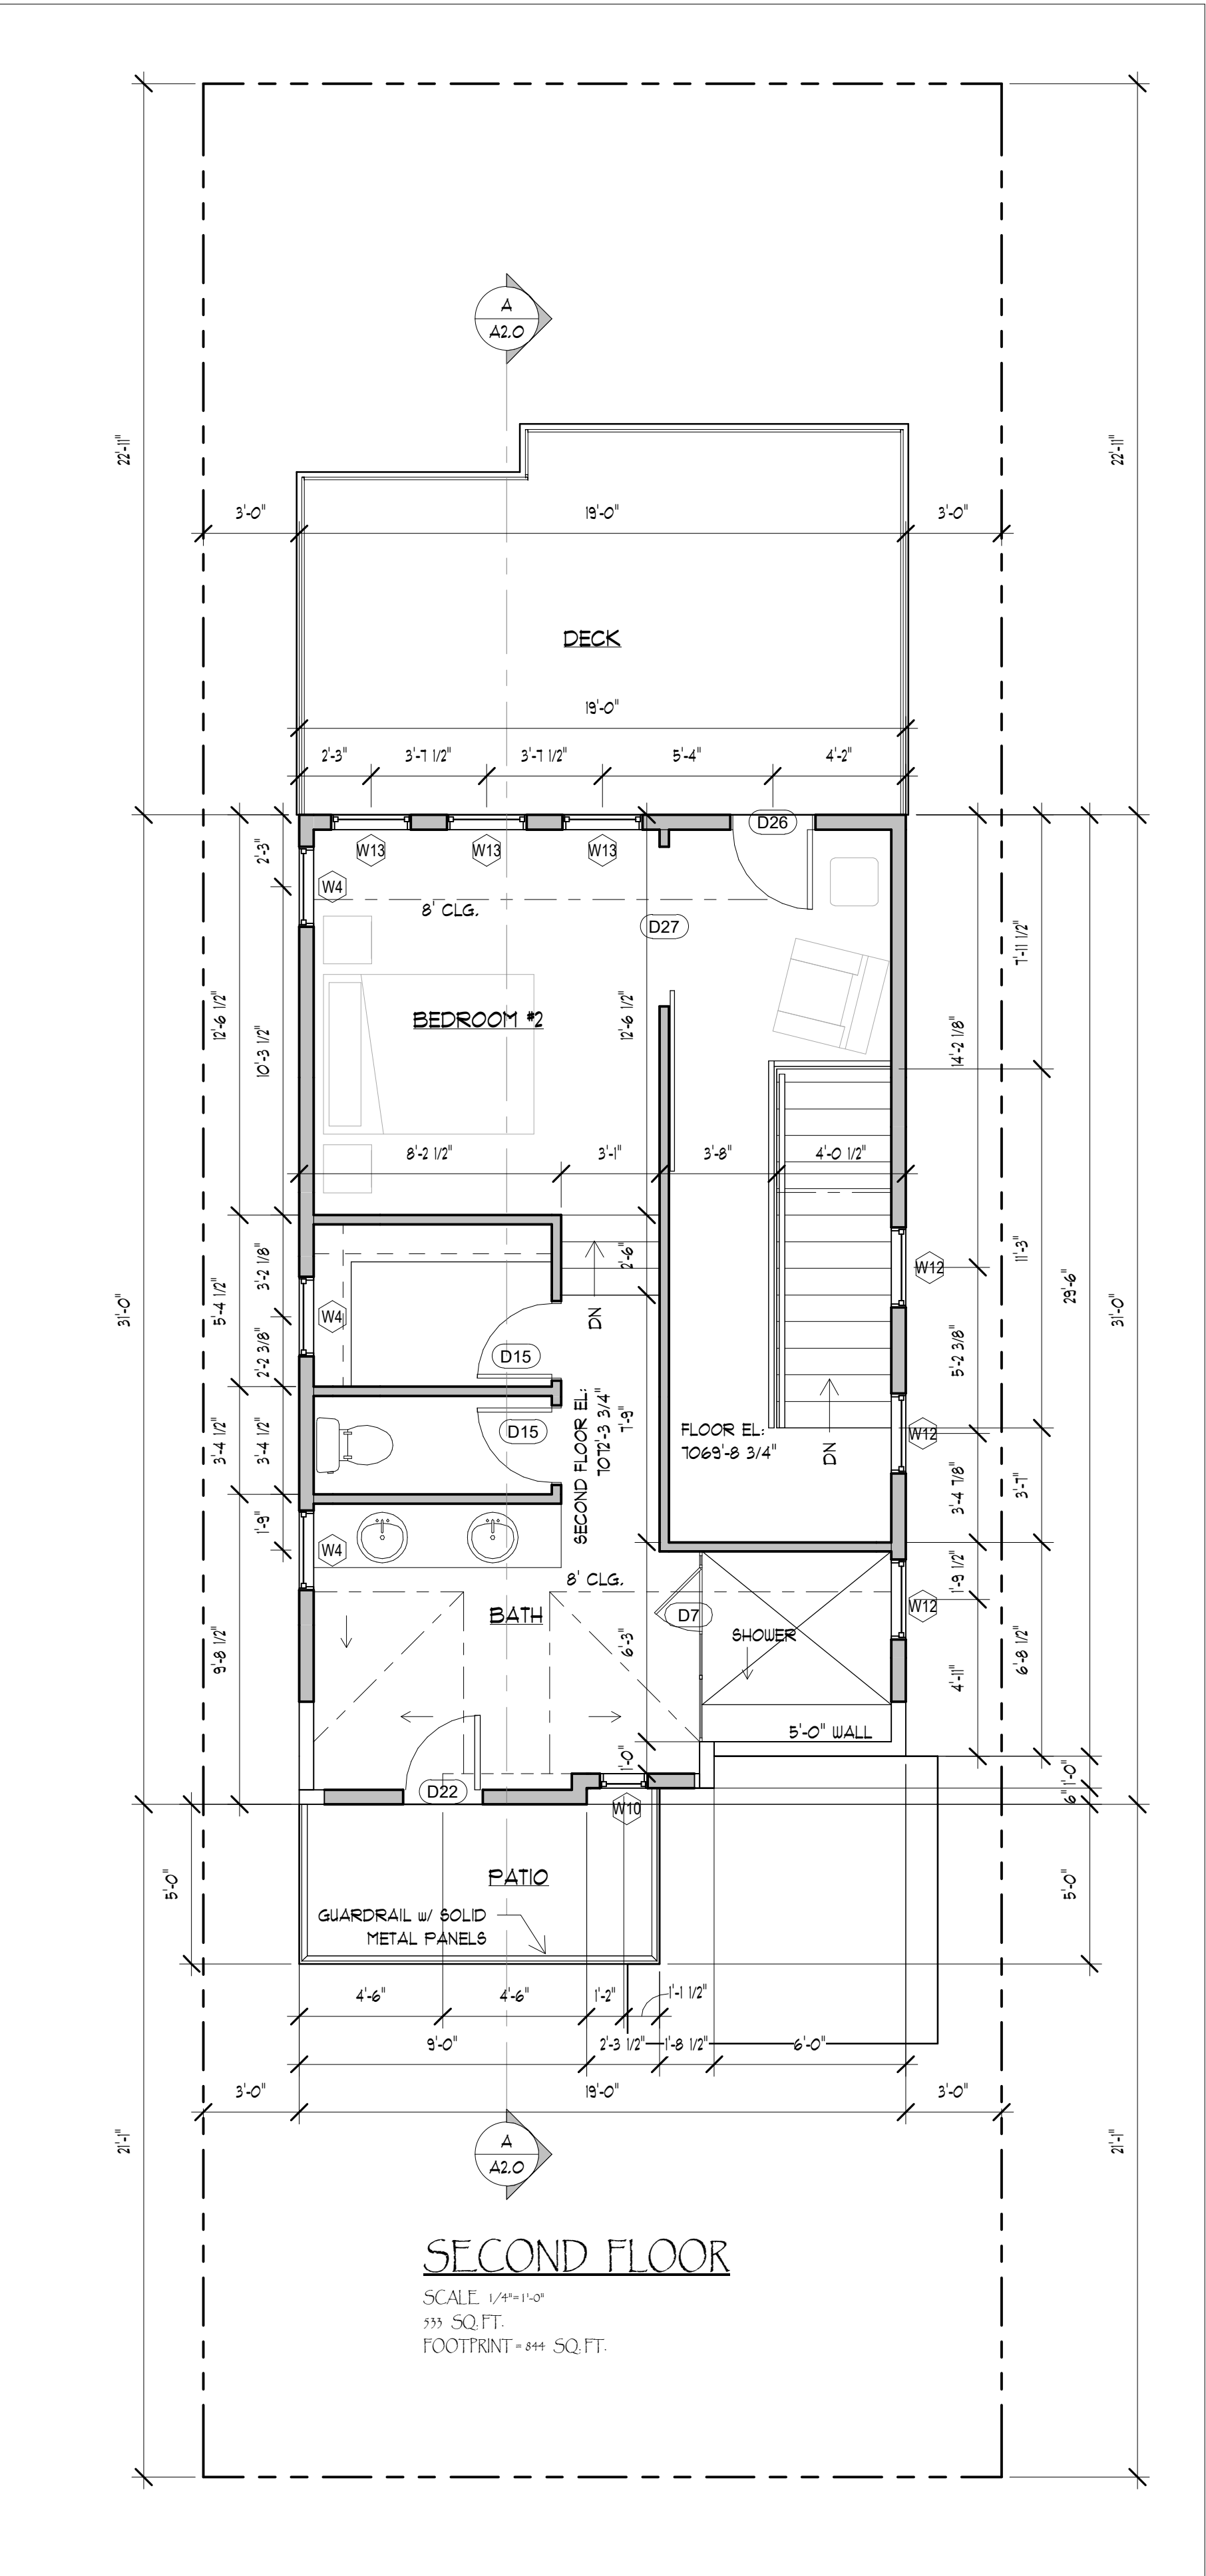 A
A2.0
22'-11"
22'-11"
3'-0"
19'-0"
3'-0"
DECK
19'-0"
2'-3"
3'-7 1/2"
3'-7 1/2"
5'-4"
4'-2"
D26
W13
W13
W13
2'-3"
W4
8' CLG.
D27
7'-11 1/2"
12'-6 1/2"
10'-3 1/2"
BEDROOM #2
12'-6 1/2"
14'-2 1/8"
8'-2 1/2"
3'-1"
3'-8"
4'-0 1/2"
31'-0"
5'-4 1/2"
3'-2 1/8"
2'-6"
W12
11'-3"
29'-6"
31'-0"
W4
DN
2'-2 3/8"
D15
5'-2 3/8"
3'-4 1/2"
3'-4 1/2"
D15
SECOND FLOOR EL:
7072'-3 3/4"
7'-9"
FLOOR EL:
7069'-8 3/4"
DN
W12
3'-4 7/8"
3'-7"
1'-9"
W4
8' CLG.
1'-9 1/2"
BATH
D7
W12
9'-8 1/2"
6'-3"
SHOWER
4'-11"
6'-8 1/2"
5'-0" WALL
1'-0"
D22
W10
1'-0"
6"
5'-0"
PATIO
5'-0"
GUARDRAIL w/ SOLID
METAL PANELS
4'-6"
4'-6"
1'-2"
1'-1 1/2"
9'-0"
2'-3 1/2"
1'-8 1/2"
6'-0"
3'-0"
19'-0"
3'-0"
21'-1"
A
A2.0
21'-1"
SECOND FLOOR
SCALE 1/4"=1'-0"
533 SQ. FT.
FOOTPRINT = 844 SQ. FT.